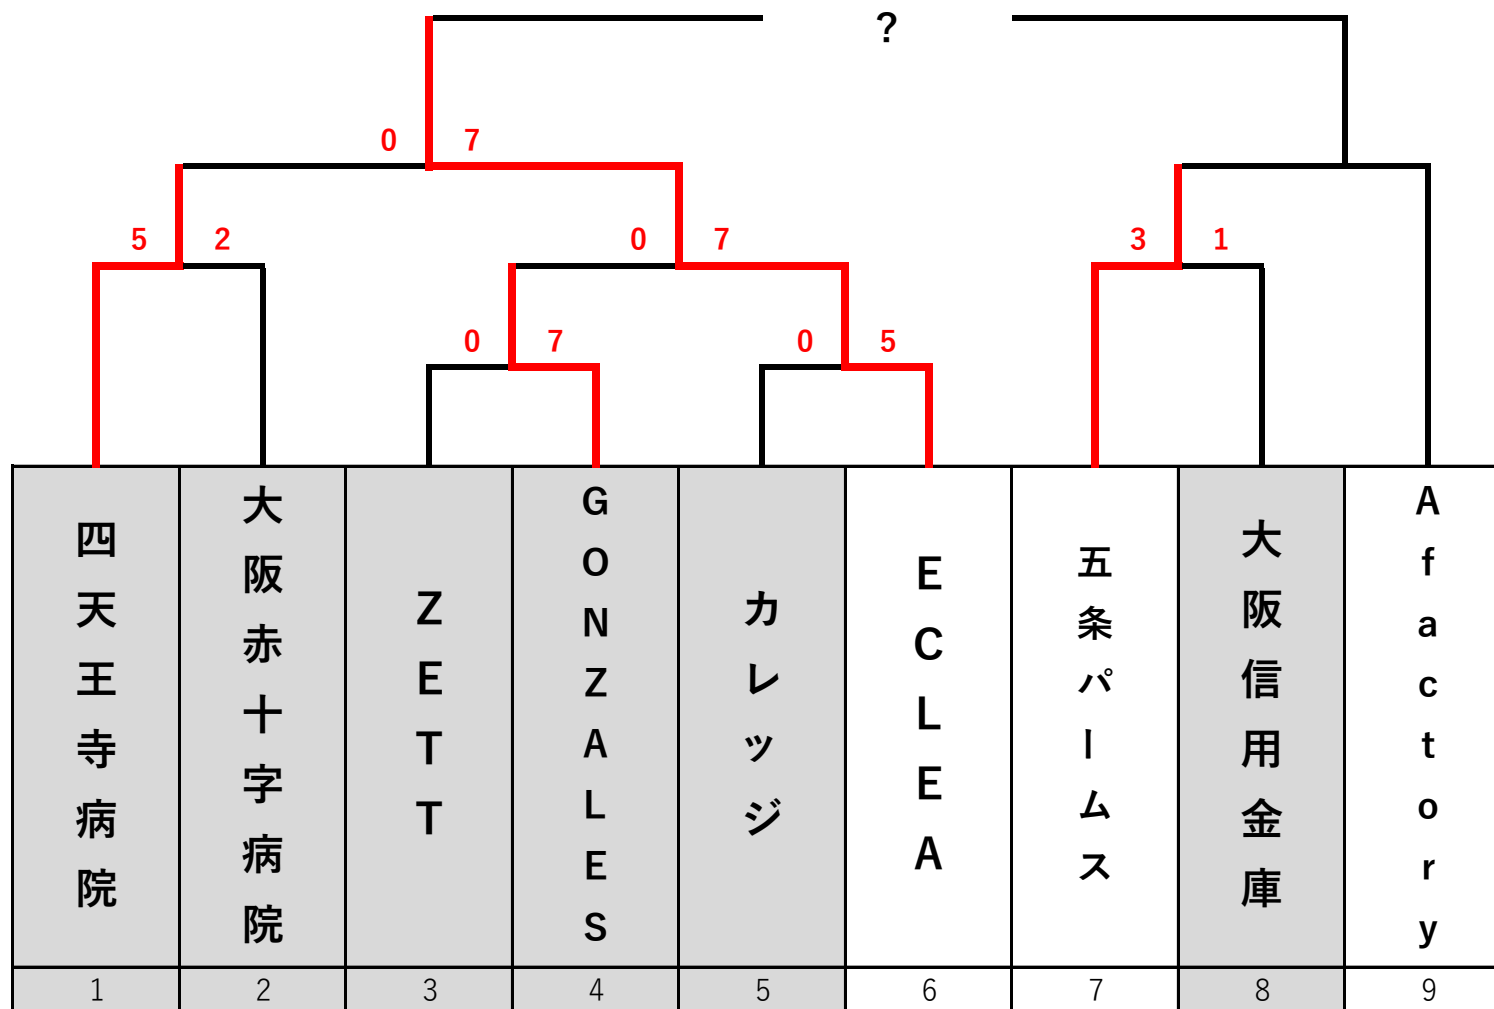 ?
0 7
5 2
0 7
3 1
0 7
0 5
四天王寺病院
大阪赤十字病院
ZETT
GONZALES
カレッジ
ECLEA
五条パームス
大阪信用金庫
Afactory
1 2 3 4 5 6 7 8 9